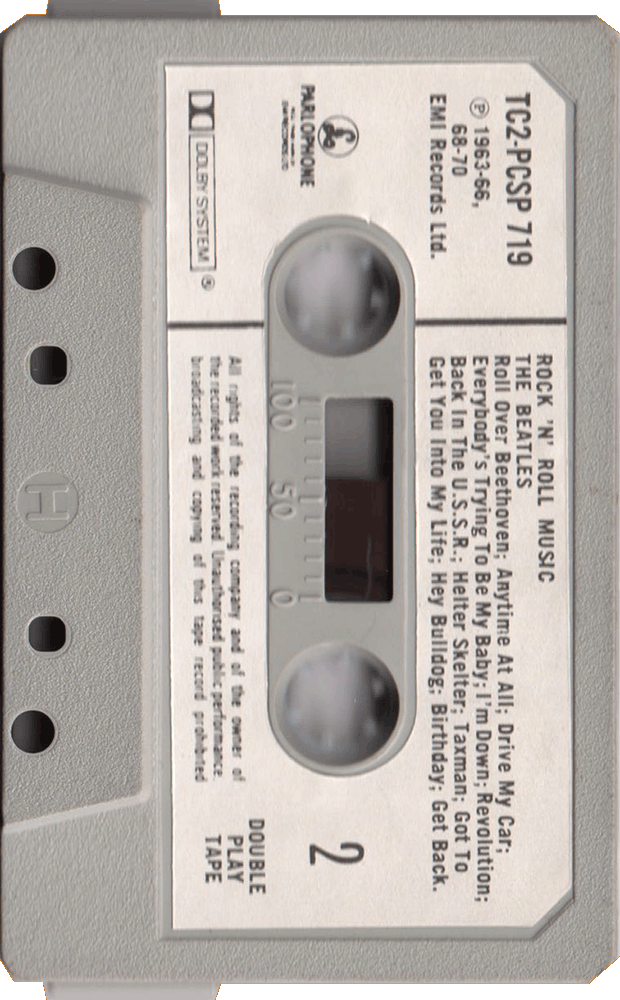 TC2-PCSP 719
Ⓟ 1963-66,
68-70
EMI Records Ltd.
PARLOPHONE
DOLBY SYSTEM
ROCK 'N' ROLL MUSIC
THE BEATLES
Roll Over Beethoven; Anytime At All; Drive My Car;
Everybody's Trying To Be My Baby; I'm Down; Revolution;
Back In The U.S.S.R.; Helter Skelter; Taxman; Got To
Get You Into My Life; Hey Bulldog; Birthday; Get Back.
100 50 0
2
All rights of the recording company and of the owner of
the recorded work reserved. Unauthorised public performance,
broadcasting and copying of this tape record prohibited
DOUBLE
PLAY
TAPE
H